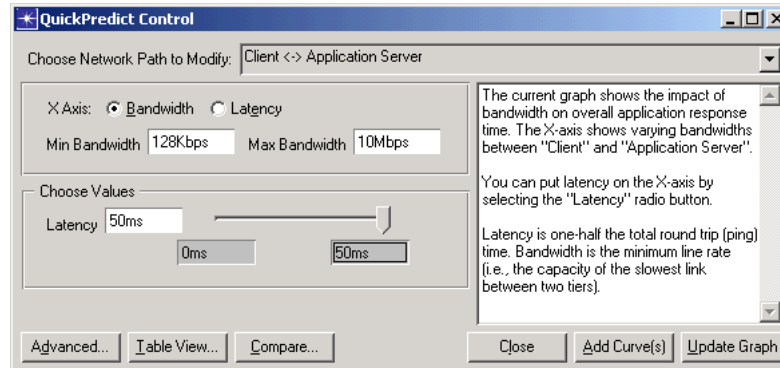 QuickPredict Control
Choose Network Path to Modify: Client <-> Application Server
X Axis: Bandwidth Latency
Min Bandwidth 128Kbps Max Bandwidth 10Mbps
Choose Values
Latency 50ms
0ms 50ms
The current graph shows the impact of
bandwidth on overall application response
time. The X-axis shows varying bandwidths
between "Client" and "Application Server".
You can put latency on the X-axis by
selecting the "Latency" radio button.
Latency is one-half the total round trip (ping)
time. Bandwidth is the minimum line rate
(i.e., the capacity of the slowest link
between two tiers).
Advanced... Table View... Compare... Close Add Curve(s) Update Graph